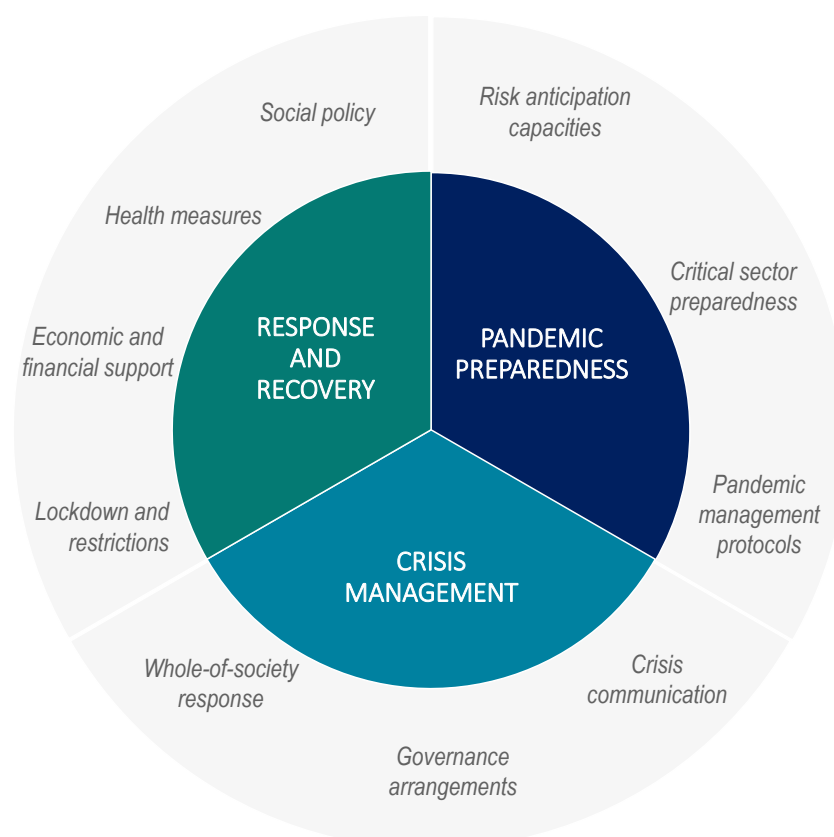 Social policy
Risk anticipation
capacities
Health measures
Critical sector
preparedness
Economic and
financial support
RESPONSE
AND
RECOVERY
PANDEMIC
PREPAREDNESS
Lockdown and
restrictions
Pandemic
management
protocols
CRISIS
MANAGEMENT
Whole-of-society
response
Crisis
communication
Governance
arrangements